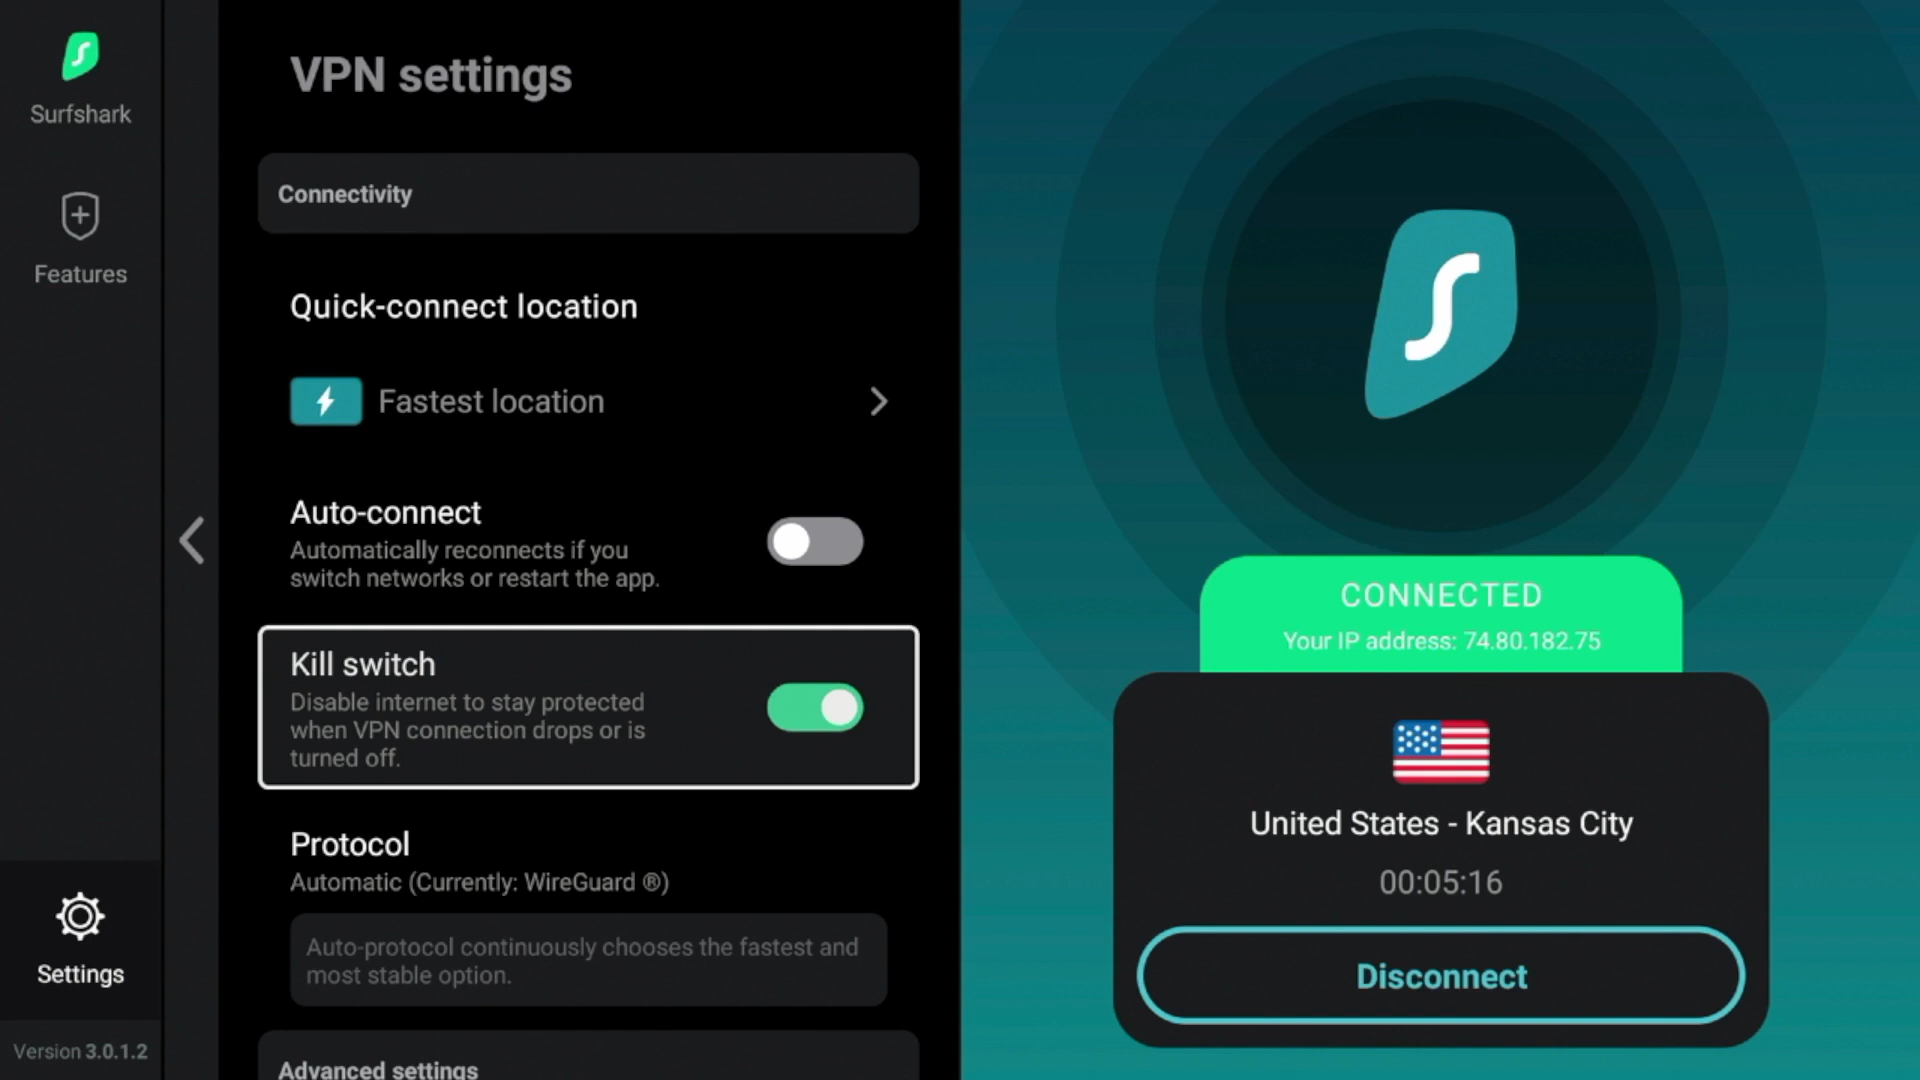 Surfshark
Features
Settings
Version 3.0.1.2
VPN settings
Connectivity
Quick-connect location
Fastest location
Auto-connect
Automatically reconnects if you
switch networks or restart the app.
Kill switch
Disable internet to stay protected
when VPN connection drops or is
turned off.
Protocol
Automatic (Currently: WireGuard ®)
Auto-protocol continuously chooses the fastest and
most stable option.
Advanced settings
CONNECTED
Your IP address: 74.80.182.75
United States - Kansas City
00:05:16
Disconnect